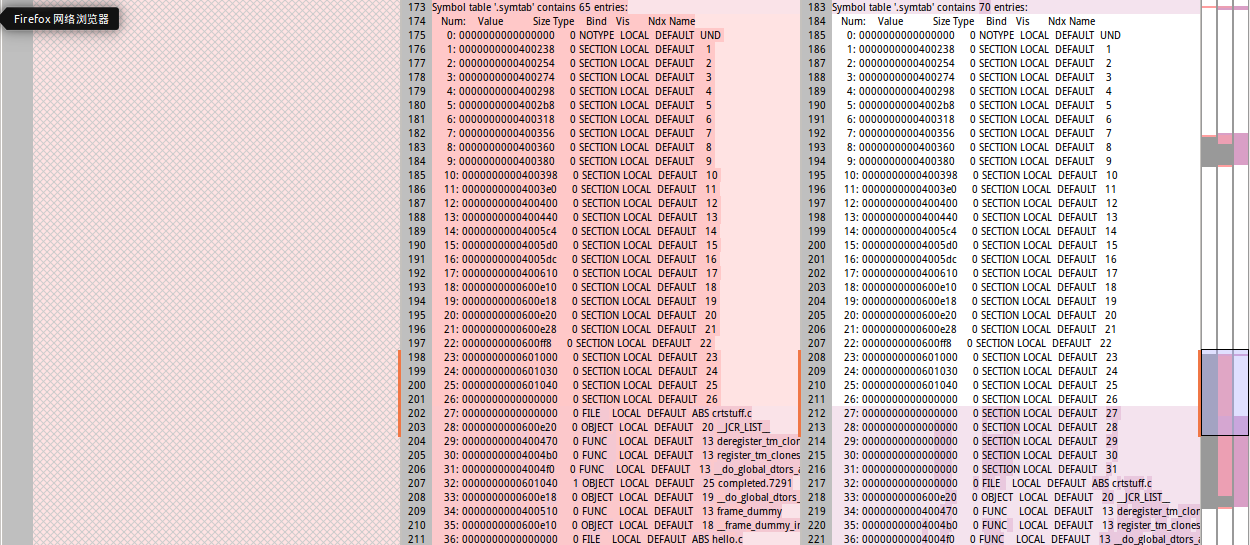 Firefox 网络浏览器
173 Symbol table '.symtab' contains 65 entries:
174 Num: Value Size Type Bind Vis Ndx Name
175 0: 0000000000000000 0 NOTYPE LOCAL DEFAULT UND
176 1: 0000000000400238 0 SECTION LOCAL DEFAULT 1
177 2: 0000000000400254 0 SECTION LOCAL DEFAULT 2
178 3: 0000000000400274 0 SECTION LOCAL DEFAULT 3
179 4: 0000000000400298 0 SECTION LOCAL DEFAULT 4
180 5: 00000000004002b8 0 SECTION LOCAL DEFAULT 5
181 6: 0000000000400318 0 SECTION LOCAL DEFAULT 6
182 7: 0000000000400356 0 SECTION LOCAL DEFAULT 7
183 8: 0000000000400360 0 SECTION LOCAL DEFAULT 8
184 9: 0000000000400380 0 SECTION LOCAL DEFAULT 9
185 10: 0000000000400398 0 SECTION LOCAL DEFAULT 10
186 11: 00000000004003e0 0 SECTION LOCAL DEFAULT 11
187 12: 0000000000400400 0 SECTION LOCAL DEFAULT 12
188 13: 0000000000400440 0 SECTION LOCAL DEFAULT 13
189 14: 00000000004005c4 0 SECTION LOCAL DEFAULT 14
190 15: 00000000004005d0 0 SECTION LOCAL DEFAULT 15
191 16: 00000000004005dc 0 SECTION LOCAL DEFAULT 16
192 17: 0000000000400610 0 SECTION LOCAL DEFAULT 17
193 18: 0000000000600e10 0 SECTION LOCAL DEFAULT 18
194 19: 0000000000600e18 0 SECTION LOCAL DEFAULT 19
195 20: 0000000000600e20 0 SECTION LOCAL DEFAULT 20
196 21: 0000000000600e28 0 SECTION LOCAL DEFAULT 21
197 22: 0000000000600ff8 0 SECTION LOCAL DEFAULT 22
198 23: 0000000000601000 0 SECTION LOCAL DEFAULT 23
199 24: 0000000000601030 0 SECTION LOCAL DEFAULT 24
200 25: 0000000000601040 0 SECTION LOCAL DEFAULT 25
201 26: 0000000000000000 0 SECTION LOCAL DEFAULT 26
202 27: 0000000000000000 0 FILE LOCAL DEFAULT ABS crtstuff.c
203 28: 0000000000600e20 0 OBJECT LOCAL DEFAULT 20 __JCR_LIST__
204 29: 0000000000400470 0 FUNC LOCAL DEFAULT 13 deregister_tm_clor
205 30: 00000000004004b0 0 FUNC LOCAL DEFAULT 13 register_tm_clones
206 31: 00000000004004f0 0 FUNC LOCAL DEFAULT 13 __do_global_dtors_
207 32: 0000000000601040 1 OBJECT LOCAL DEFAULT 25 completed.7291
208 33: 0000000000600e18 0 OBJECT LOCAL DEFAULT 19 __do_global_dtors_
209 34: 0000000000400510 0 FUNC LOCAL DEFAULT 13 frame_dummy
210 35: 0000000000600e10 0 OBJECT LOCAL DEFAULT 18 __frame_dummy_ir
211 36: 0000000000000000 0 FILE LOCAL DEFAULT ABS hello.c
183 Symbol table '.symtab' contains 70 entries:
184 Num: Value Size Type Bind Vis Ndx Name
185 0: 0000000000000000 0 NOTYPE LOCAL DEFAULT UND
186 1: 0000000000400238 0 SECTION LOCAL DEFAULT 1
187 2: 0000000000400254 0 SECTION LOCAL DEFAULT 2
188 3: 0000000000400274 0 SECTION LOCAL DEFAULT 3
189 4: 0000000000400298 0 SECTION LOCAL DEFAULT 4
190 5: 00000000004002b8 0 SECTION LOCAL DEFAULT 5
191 6: 0000000000400318 0 SECTION LOCAL DEFAULT 6
192 7: 0000000000400356 0 SECTION LOCAL DEFAULT 7
193 8: 0000000000400360 0 SECTION LOCAL DEFAULT 8
194 9: 0000000000400380 0 SECTION LOCAL DEFAULT 9
195 10: 0000000000400398 0 SECTION LOCAL DEFAULT 10
196 11: 00000000004003e0 0 SECTION LOCAL DEFAULT 11
197 12: 0000000000400400 0 SECTION LOCAL DEFAULT 12
198 13: 0000000000400440 0 SECTION LOCAL DEFAULT 13
199 14: 00000000004005c4 0 SECTION LOCAL DEFAULT 14
200 15: 00000000004005d0 0 SECTION LOCAL DEFAULT 15
201 16: 00000000004005dc 0 SECTION LOCAL DEFAULT 16
202 17: 0000000000400610 0 SECTION LOCAL DEFAULT 17
203 18: 0000000000600e10 0 SECTION LOCAL DEFAULT 18
204 19: 0000000000600e18 0 SECTION LOCAL DEFAULT 19
205 20: 0000000000600e20 0 SECTION LOCAL DEFAULT 20
206 21: 0000000000600e28 0 SECTION LOCAL DEFAULT 21
207 22: 0000000000600ff8 0 SECTION LOCAL DEFAULT 22
208 23: 0000000000601000 0 SECTION LOCAL DEFAULT 23
209 24: 0000000000601030 0 SECTION LOCAL DEFAULT 24
210 25: 0000000000601040 0 SECTION LOCAL DEFAULT 25
211 26: 0000000000000000 0 SECTION LOCAL DEFAULT 26
212 27: 0000000000000000 0 SECTION LOCAL DEFAULT 27
213 28: 0000000000000000 0 SECTION LOCAL DEFAULT 28
214 29: 0000000000000000 0 SECTION LOCAL DEFAULT 29
215 30: 0000000000000000 0 SECTION LOCAL DEFAULT 30
216 31: 0000000000000000 0 SECTION LOCAL DEFAULT 31
217 32: 0000000000000000 0 FILE LOCAL DEFAULT ABS crtstuff.c
218 33: 0000000000600e20 0 OBJECT LOCAL DEFAULT 20 __JCR_LIST__
219 34: 0000000000400470 0 FUNC LOCAL DEFAULT 13 deregister_tm_clor
220 35: 00000000004004b0 0 FUNC LOCAL DEFAULT 13 register_tm_clones
221 36: 00000000004004f0 0 FUNC LOCAL DEFAULT 13 __do_global_dtors_a